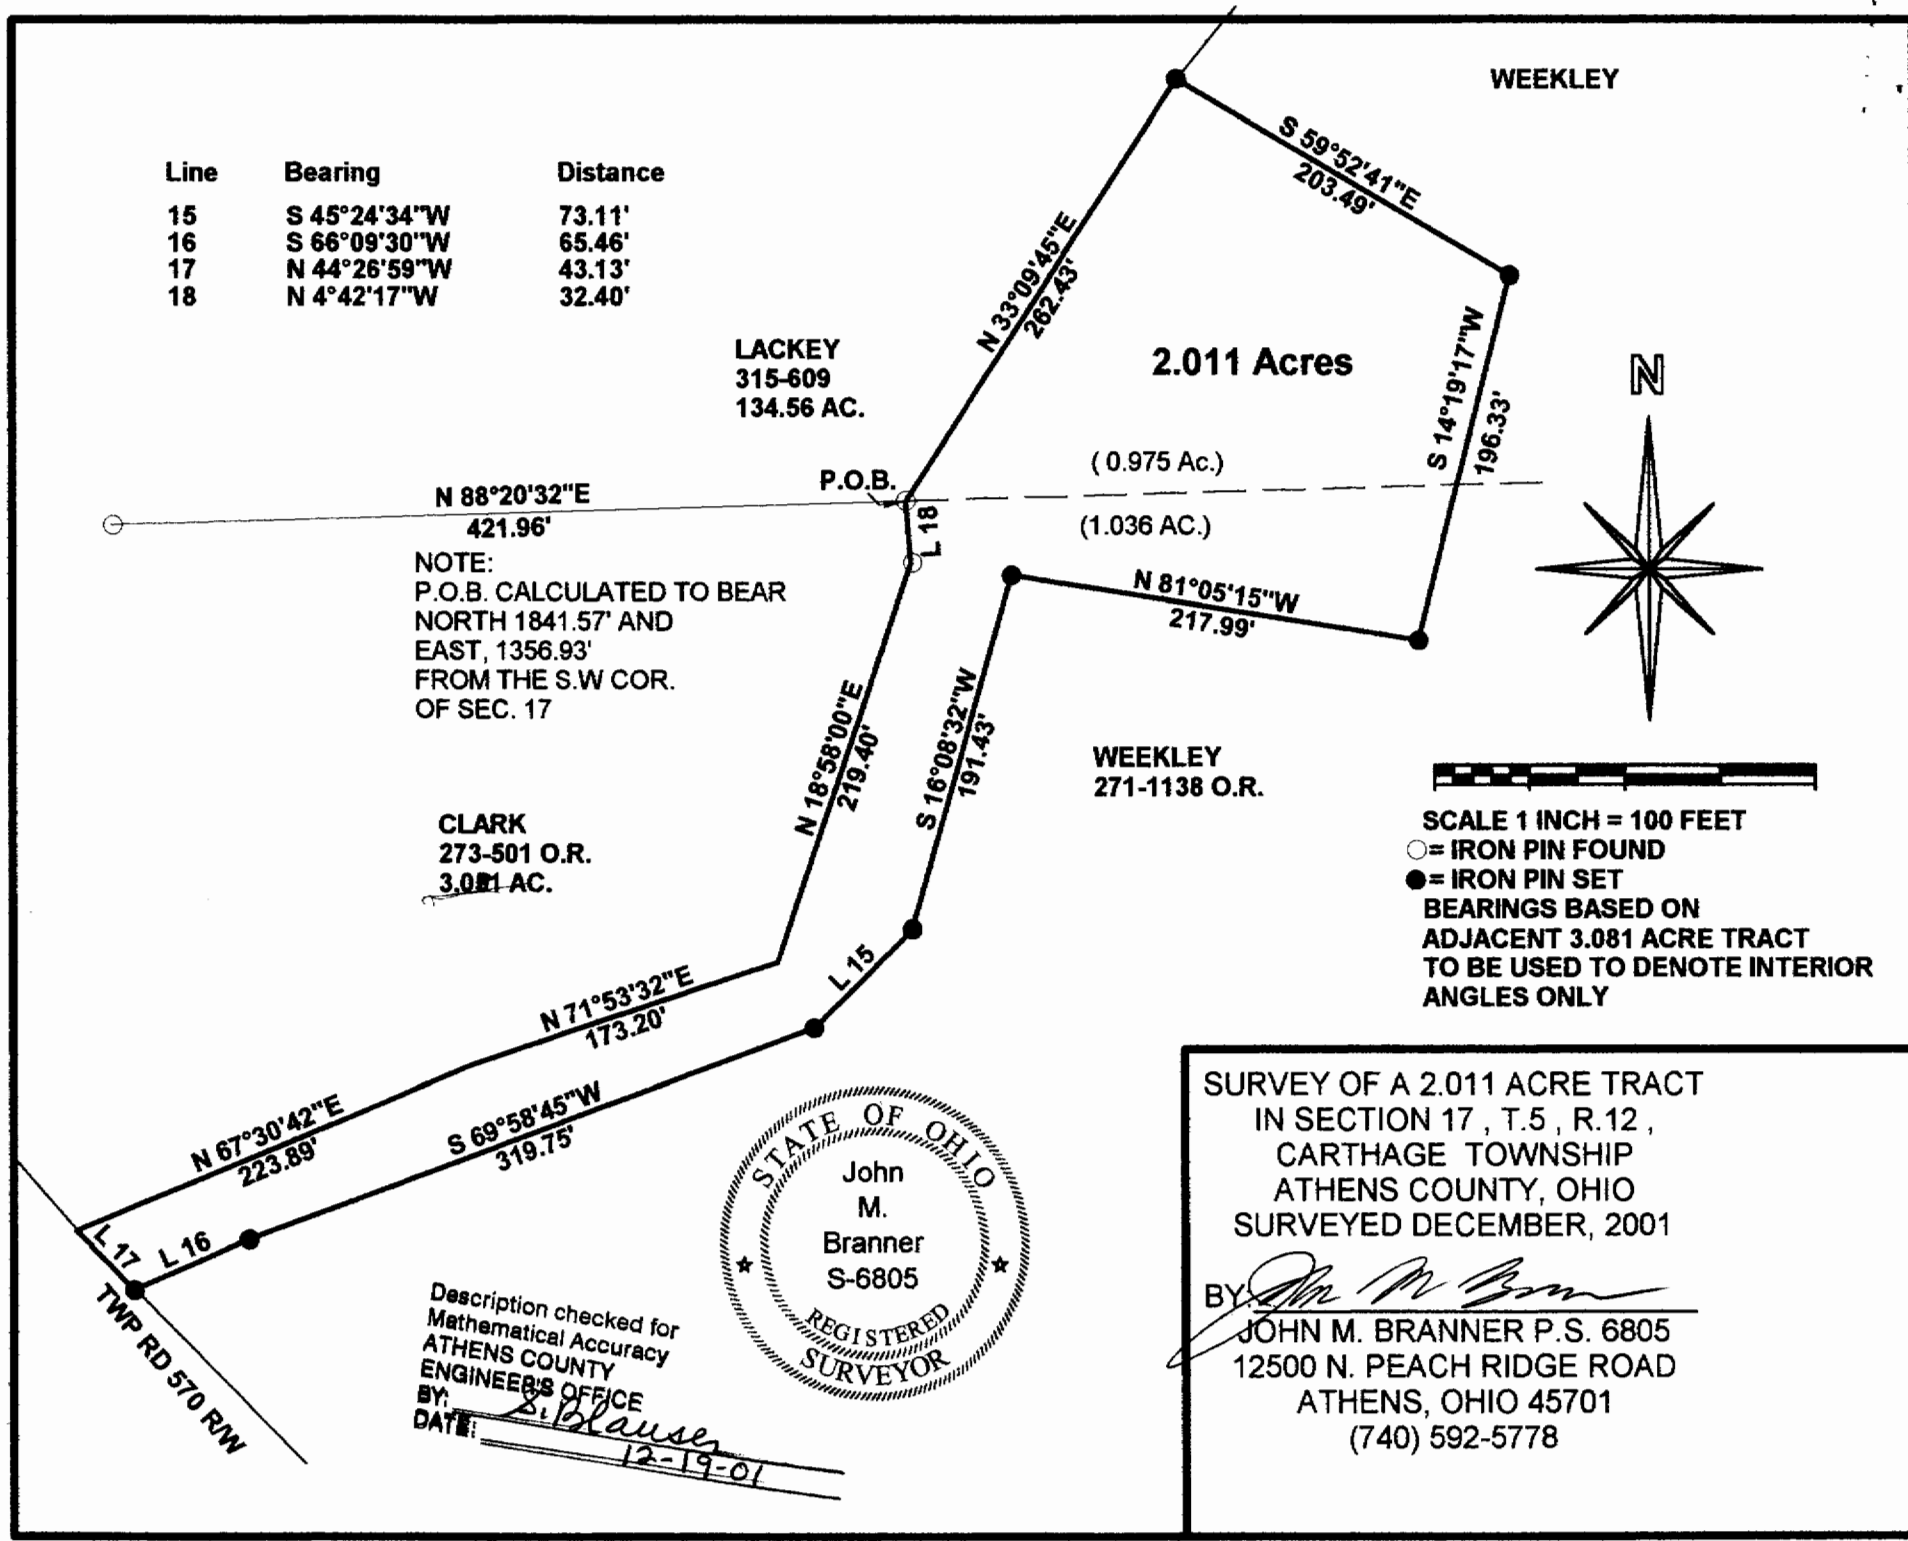 WEEKLEY
Line Bearing Distance
15 S 45°24'34"W 73.11'
16 S 66°09'30"W 65.46'
17 N 44°26'59"W 43.13'
18 N 4°42'17"W 32.40'
S 59°52'41"E
203.49'
N 33°09'45"E
262.43'
LACKEY
315-609
134.56 AC.
2.011 Acres
S 14°19'17"W
196.33'
N
P.O.B.
( 0.975 Ac.)
N 88°20'32"E
421.96'
(1.036 AC.)
L 18
NOTE:
P.O.B. CALCULATED TO BEAR
NORTH 1841.57' AND
EAST, 1356.93'
FROM THE S.W COR.
OF SEC. 17
N 81°05'15"W
217.99'
N 18°58'00"E
219.40'
S 16°08'32"W
191.43'
WEEKLEY
271-1138 O.R.
CLARK
273-501 O.R.
AC.
SCALE 1 INCH = 100 FEET
= IRON PIN FOUND
= IRON PIN SET
BEARINGS BASED ON
ADJACENT 3.081 ACRE TRACT
TO BE USED TO DENOTE INTERIOR
ANGLES ONLY
L 15
N 71°53'32"E
173.20'
N 67°30'42"E
223.89'
S 69°58'45"W
319.75'
L 17
L 16
TWP RD 570 R/W
STATE OF OHIO
John
M.
Branner
S-6805
REGISTERED
SURVEYOR
Description checked for
Mathematical Accuracy
ATHENS COUNTY
ENGINEER'S OFFICE
BY: S. Blauser
DATE: 12-19-01
SURVEY OF A 2.011 ACRE TRACT
IN SECTION 17 , T.5 , R.12 ,
CARTHAGE TOWNSHIP
ATHENS COUNTY, OHIO
SURVEYED DECEMBER, 2001
BY: John M Branner
JOHN M. BRANNER P.S. 6805
12500 N. PEACH RIDGE ROAD
ATHENS, OHIO 45701
(740) 592-5778